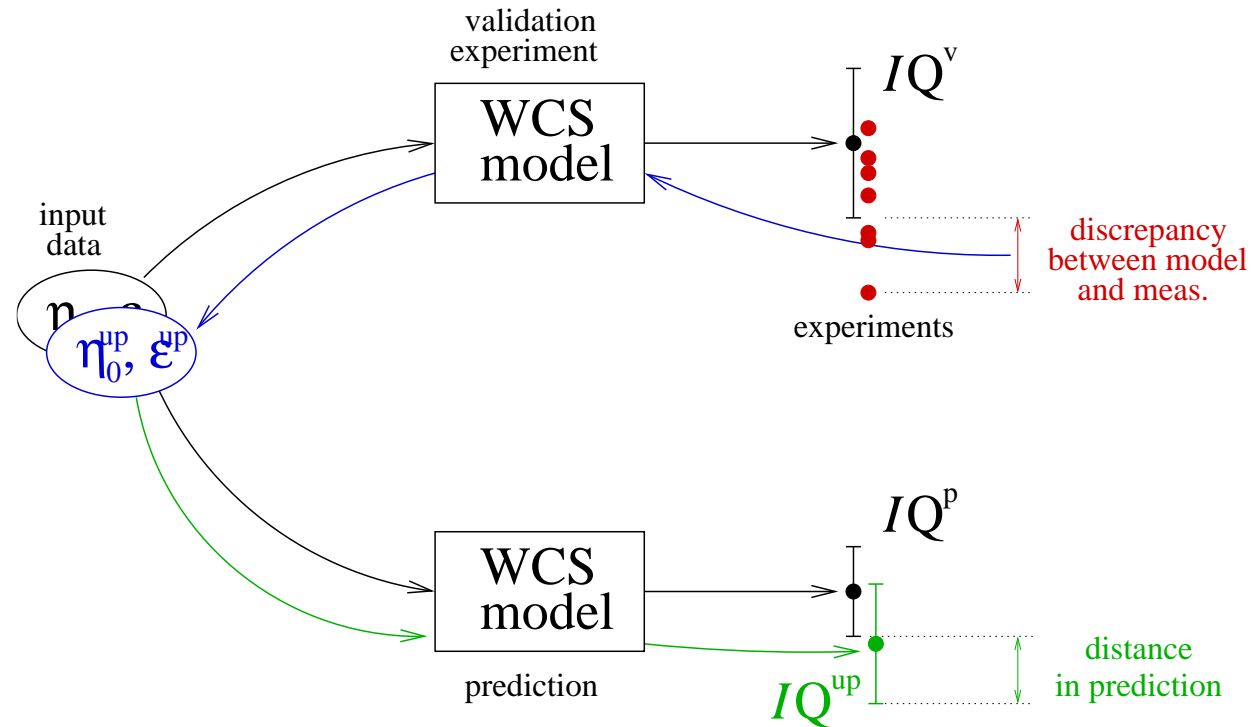 validation
experiment
WCS
model
IQ^v
input
data
η_0^up, ε^up
discrepancy
between model
and meas.
experiments
WCS
model
prediction
IQ^p
IQ^up
distance
in prediction